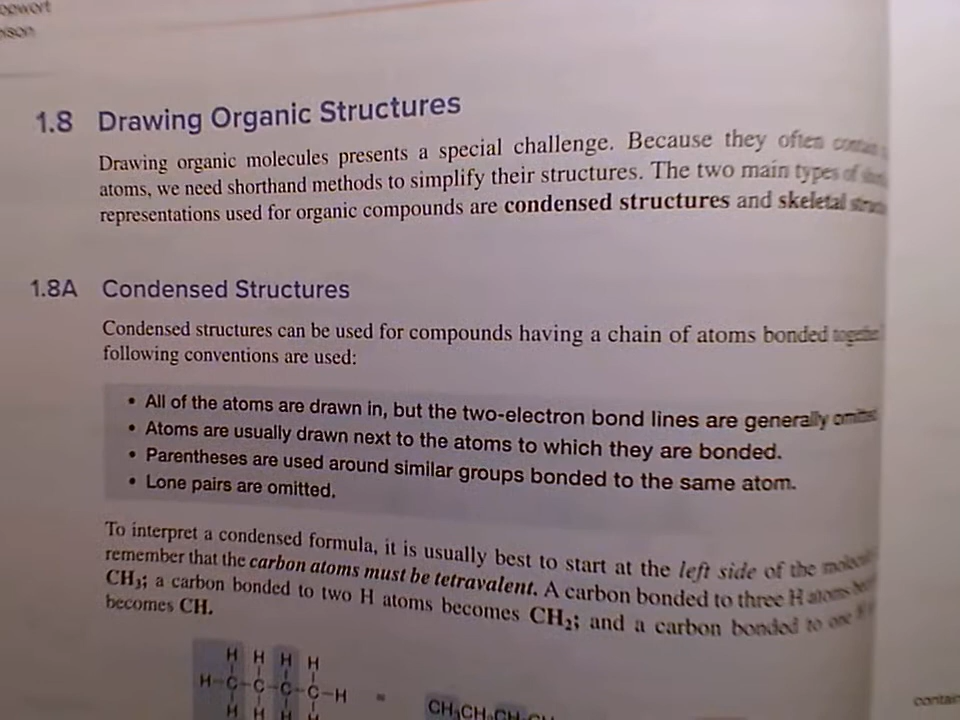 1.8 Drawing Organic Structures
Drawing organic molecules presents a special challenge. Because they often contain
atoms, we need shorthand methods to simplify their structures. The two main types of
representations used for organic compounds are condensed structures and skeletal
1.8A Condensed Structures
Condensed structures can be used for compounds having a chain of atoms bonded together
following conventions are used:
• All of the atoms are drawn in, but the two-electron bond lines are generally omitted
• Atoms are usually drawn next to the atoms to which they are bonded.
• Parentheses are used around similar groups bonded to the same atom.
• Lone pairs are omitted.
To interpret a condensed formula, it is usually best to start at the left side of the
remember that the carbon atoms must be tetravalent. A carbon bonded to three H atoms
CH₃; a carbon bonded to two H atoms becomes CH₂; and a carbon bonded to one
becomes CH.
H H H H
H-C-C-C-C-H =
H H H H